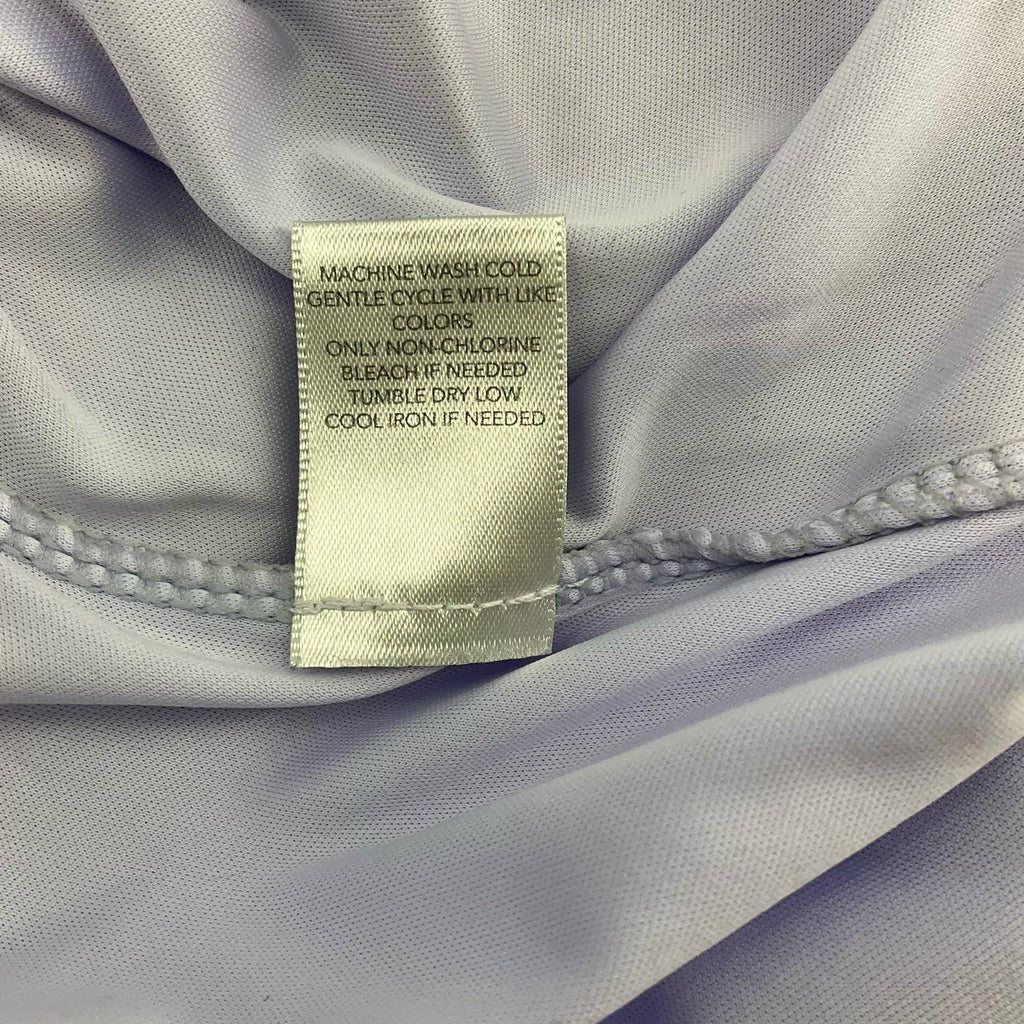 MACHINE WASH COLD
GENTLE CYCLE WITH LIKE
COLORS
ONLY NON-CHLORINE
BLEACH IF NEEDED
TUMBLE DRY LOW
COOL IRON IF NEEDED